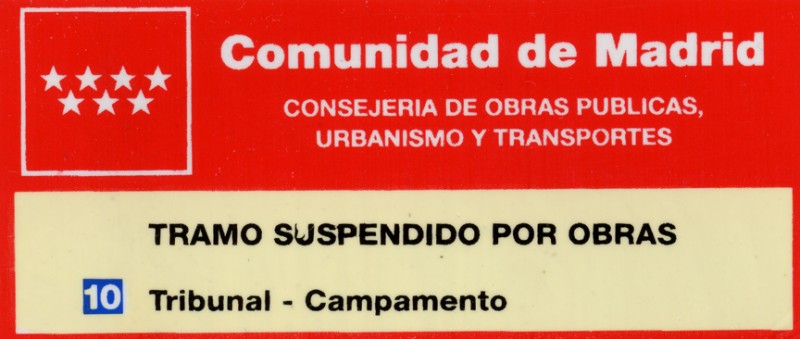 Comunidad de Madrid
CONSEJERIA DE OBRAS PUBLICAS,
URBANISMO Y TRANSPORTES
TRAMO SUSPENDIDO POR OBRAS
10 Tribunal - Campamento